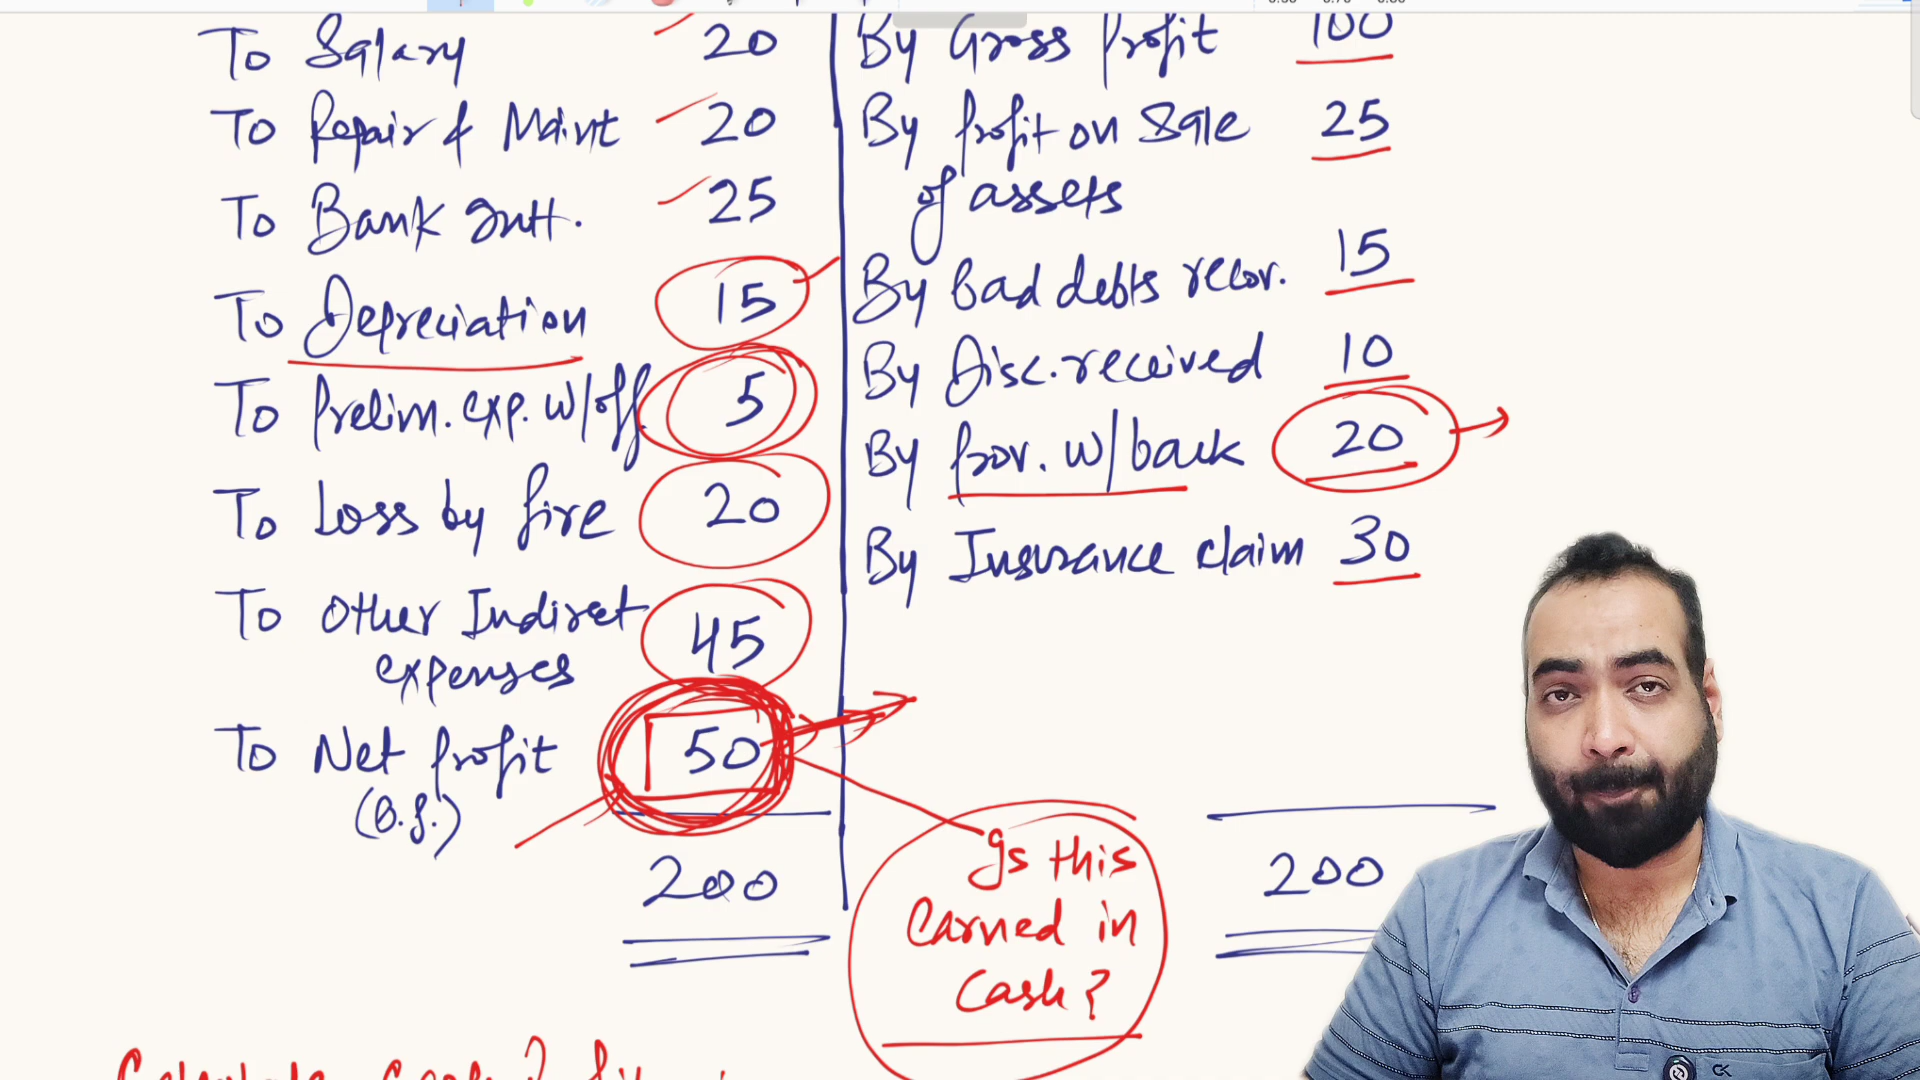 To Salary 20
To Repair & Maint 20
To Bank Intt. 25
To Depreciation 15
To Prelim. exp. w/off 5
To Loss by fire 20
To Other Indirect 45
expenses
To Net profit 50
(B.f.)
200
By Gross Profit 100
By Profit on Sale 25
of assets
By bad debts recov. 15
By Disc. received 10
By Prov. w/back 20
By Insurance claim 30
200
Is this
earned in
Cash?
Calculate Cash
CK